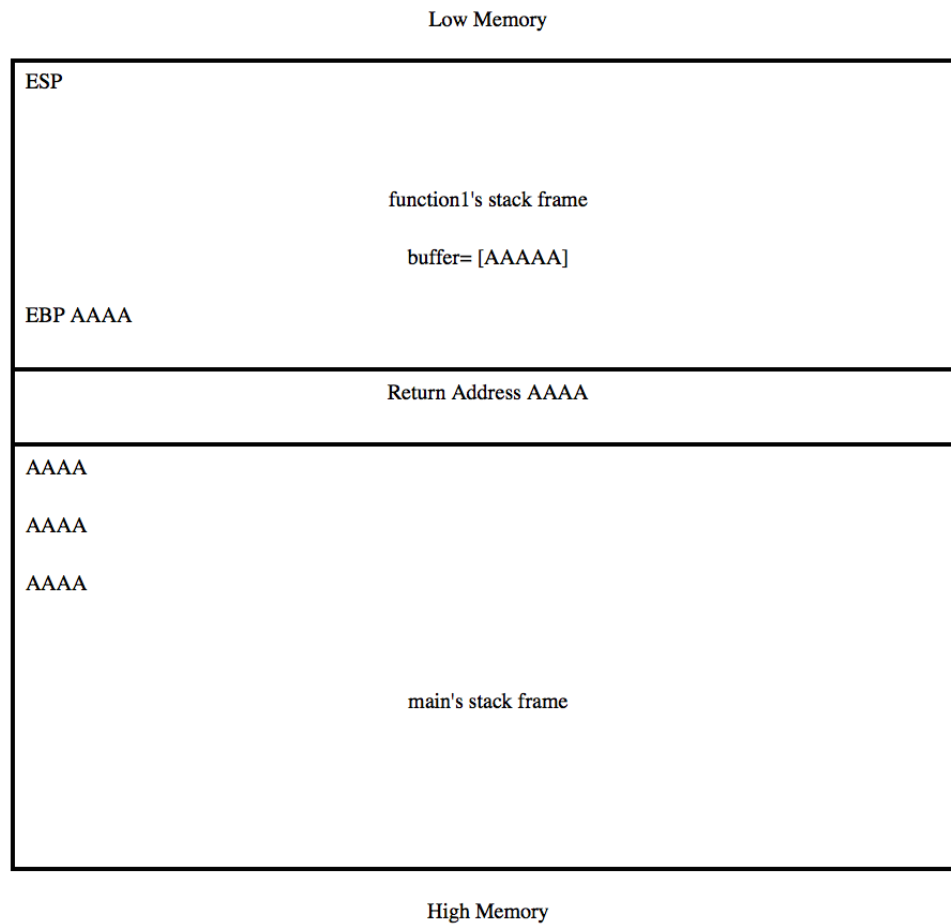 Low Memory
ESP
function1's stack frame
buffer= [AAAAA]
EBP AAAA
Return Address AAAA
AAAA
AAAA
AAAA
main's stack frame
High Memory